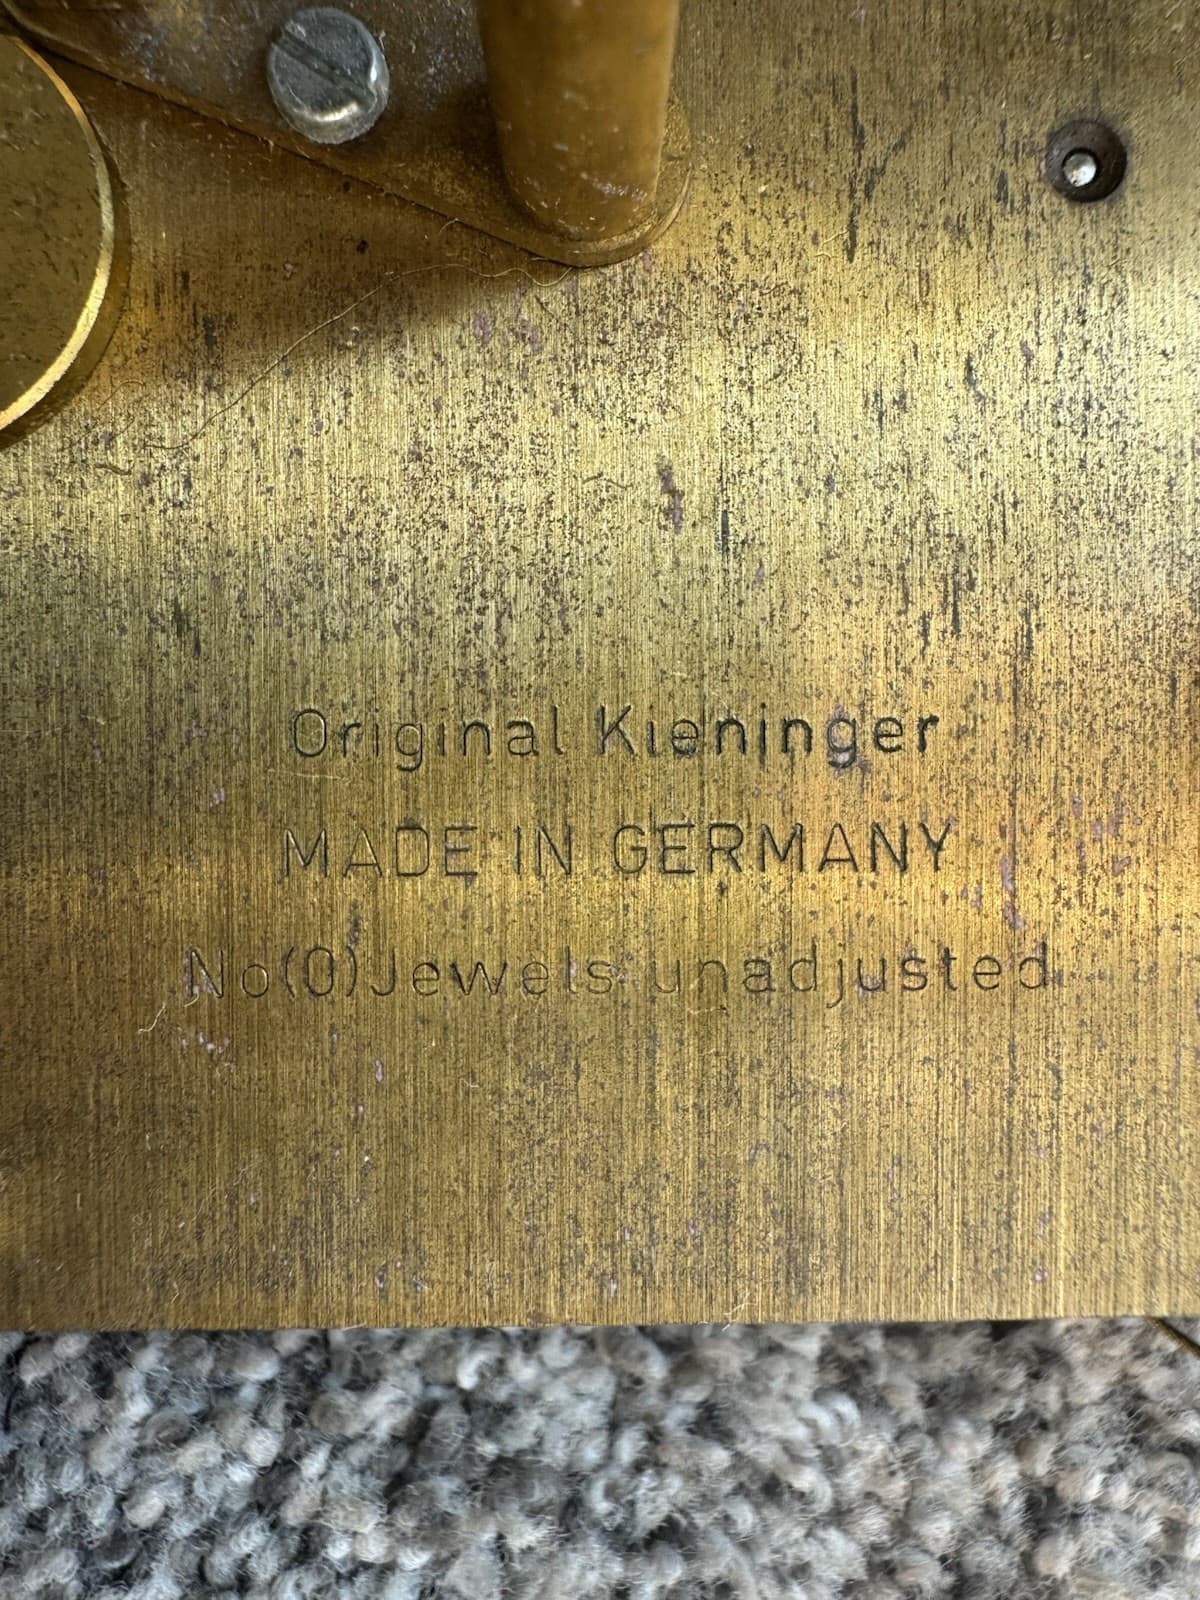 Original Kieninger
MADE IN GERMANY
No(0)Jewels unadjusted